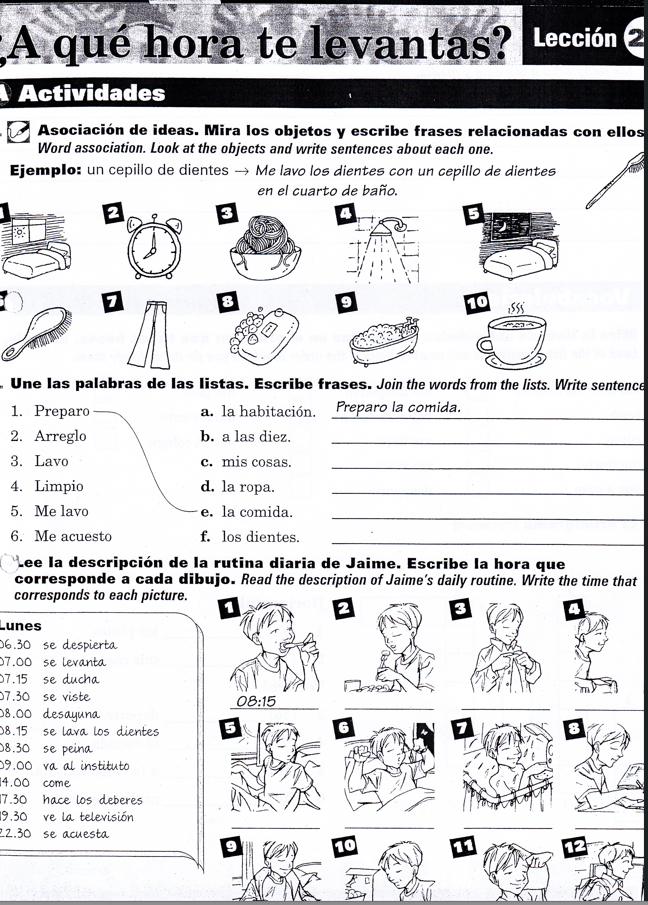 ¿A qué hora te levantas? Lección 2
A Actividades
Asociación de ideas. Mira los objetos y escribe frases relacionadas con ellos
Word association. Look at the objects and write sentences about each one.
Ejemplo: un cepillo de dientes → Me lavo los dientes con un cepillo de dientes
en el cuarto de baño.
1 2 3 4 5
6 7 8 9 10
Une las palabras de las listas. Escribe frases. Join the words from the lists. Write sentence
1. Preparo a. la habitación. Preparo la comida.
2. Arreglo b. a las diez.
3. Lavo c. mis cosas.
4. Limpio d. la ropa.
5. Me lavo e. la comida.
6. Me acuesto f. los dientes.
Lee la descripción de la rutina diaria de Jaime. Escribe la hora que
corresponde a cada dibujo. Read the description of Jaime's daily routine. Write the time that
corresponds to each picture.
Lunes
06.30 se despierta
07.00 se levanta
07.15 se ducha
07.30 se viste
08.00 desayuna
08.15 se lava los dientes
08.30 se peina
09.00 va al instituto
14.00 come
17.30 hace los deberes
19.30 ve la televisión
22.30 se acuesta
1 2 3 4
08:15
5 6 7 8
9 10 11 12